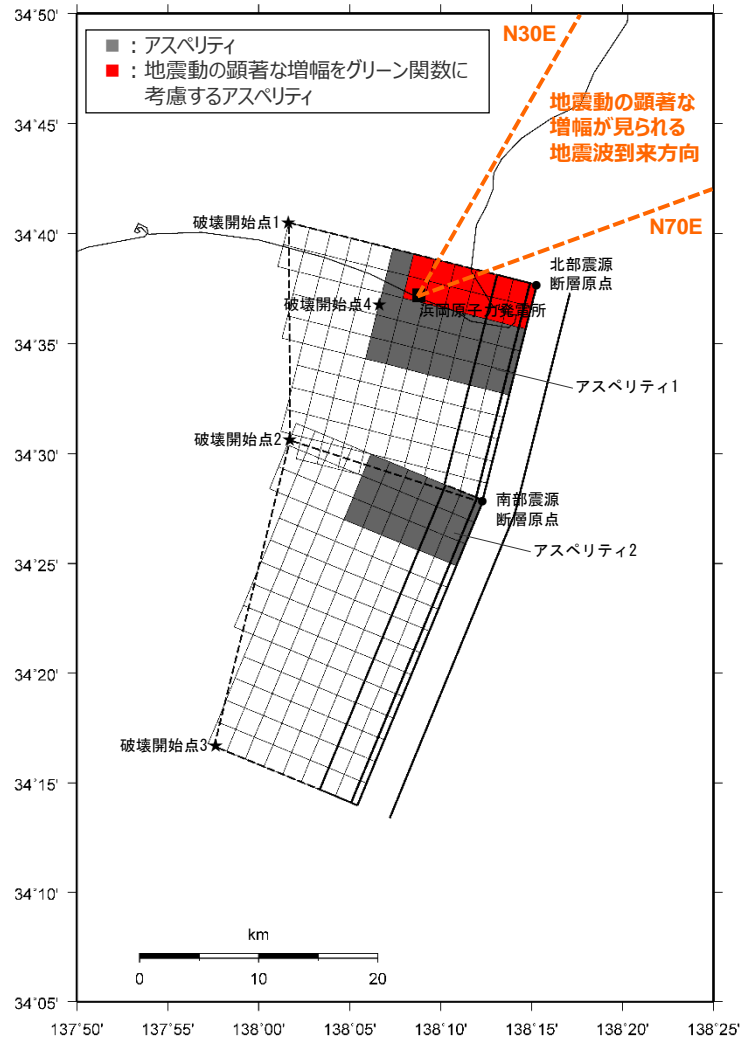 34°50'
■ : アスペリティ
■ : 地震動の顕著な増幅をグリーン関数に
考慮するアスペリティ
N30E
地震動の顕著な
増幅が見られる
地震波到来方向
N70E
34°45'
34°40'
破壊開始点1
北部震源
断層原点
破壊開始点4
浜岡原子力発電所
34°35'
アスペリティ1
34°30'
破壊開始点2
南部震源
断層原点
アスペリティ2
34°25'
34°20'
破壊開始点3
34°15'
34°10'
km
0 10 20
34°05'
137°50' 137°55' 138°00' 138°05' 138°10' 138°15' 138°20' 138°25'